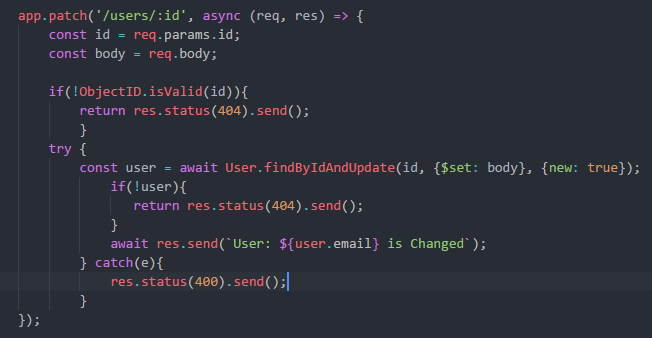 app.patch('/users/:id', async (req, res) => {
    const id = req.params.id;
    const body = req.body;

    if(!ObjectID.isValid(id)){
        return res.status(404).send();
        }
    try {
        const user = await User.findByIdAndUpdate(id, {$set: body}, {new: true});
            if(!user){
               return res.status(404).send();
            }
            await res.send(`User: ${user.email} is Changed`);
        } catch(e){
            res.status(400).send();
        }
});